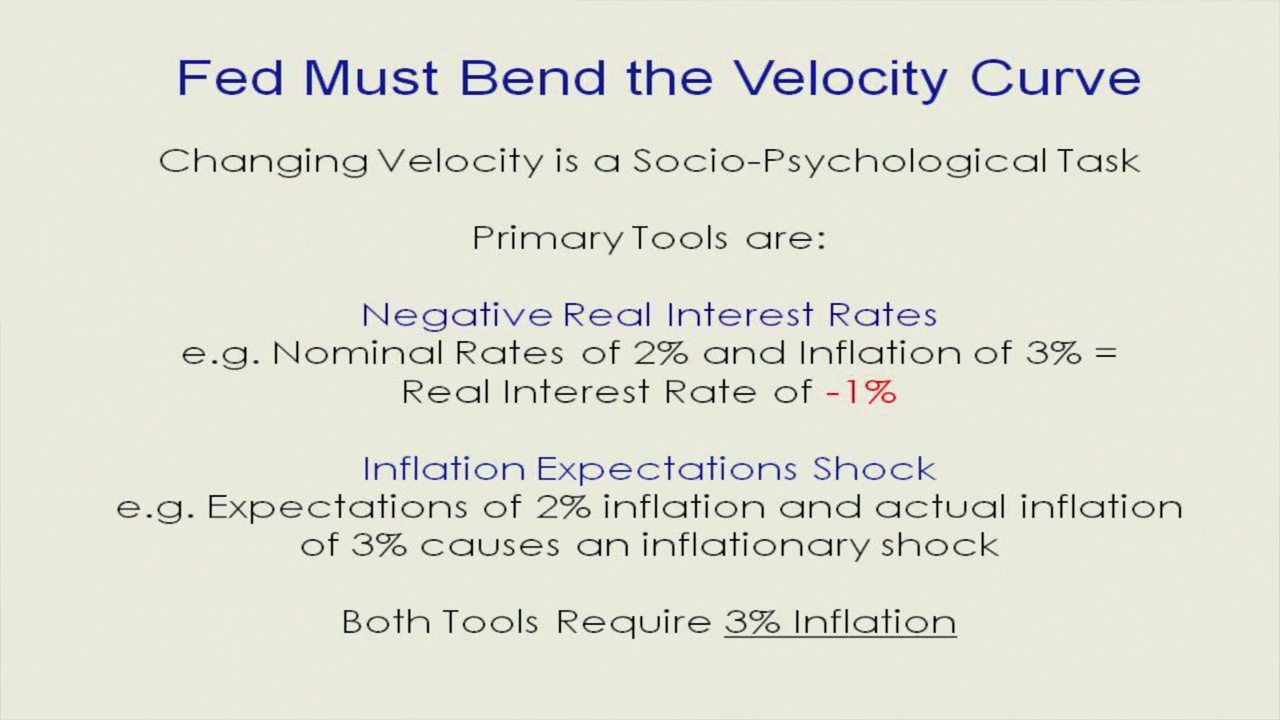 Fed Must Bend the Velocity Curve
Changing Velocity is a Socio-Psychological Task
Primary Tools are:
Negative Real Interest Rates
e.g. Nominal Rates of 2% and Inflation of 3% =
Real Interest Rate of -1%
Inflation Expectations Shock
e.g. Expectations of 2% inflation and actual inflation
of 3% causes an inflationary shock
Both Tools Require 3% Inflation